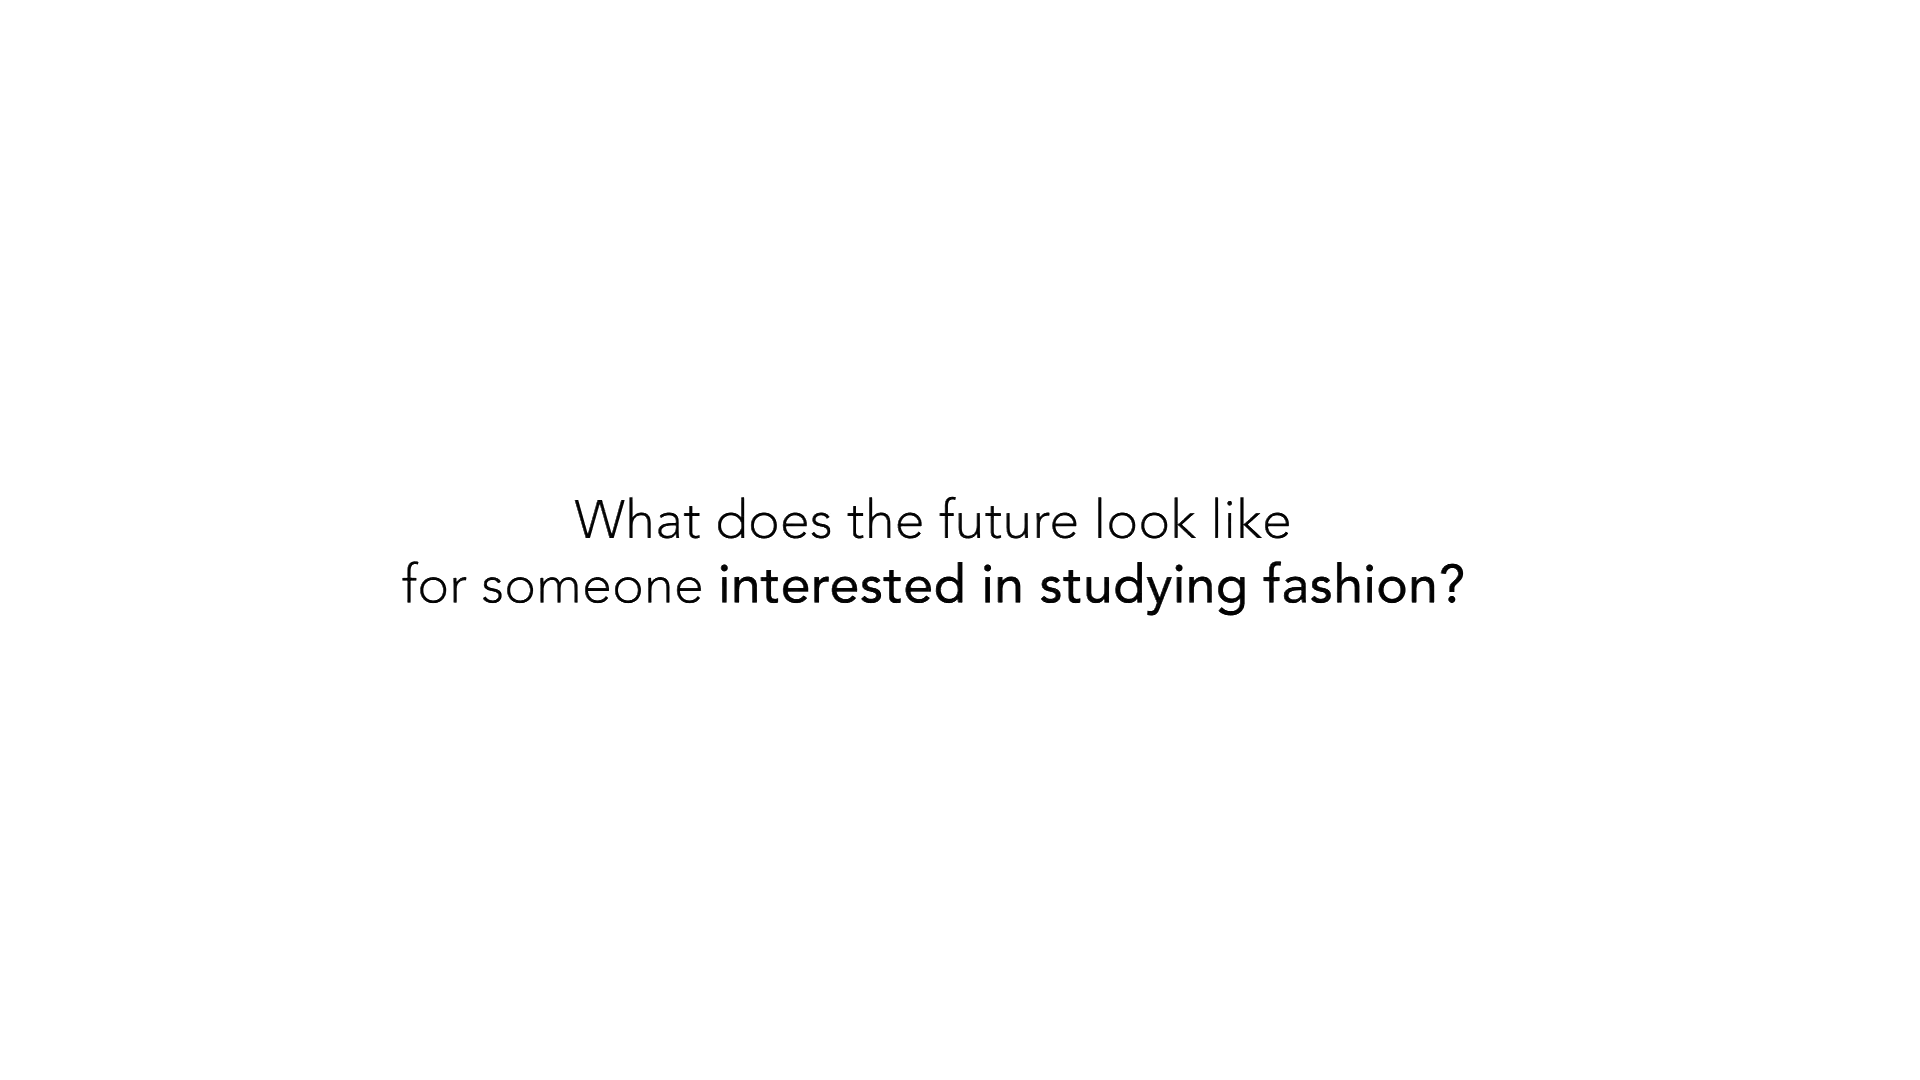 What does the future look like
for someone interested in studying fashion?